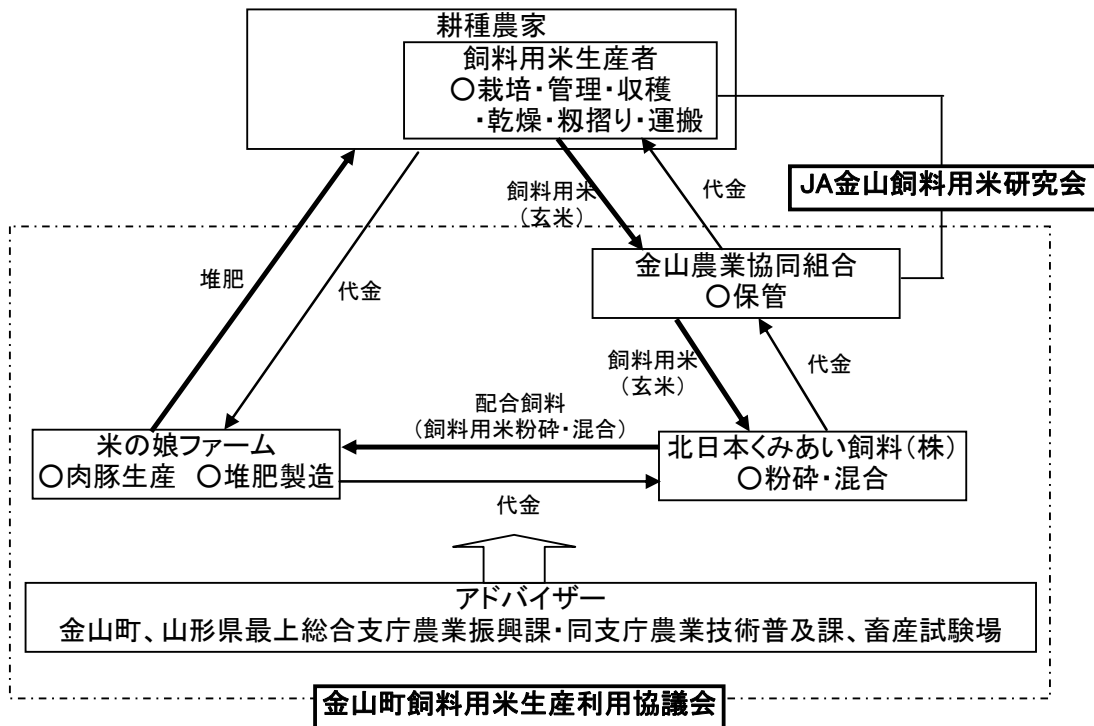 耕種農家
飼料用米生産者
○栽培・管理・収穫
・乾燥・籾摺り・運搬
JA金山飼料用米研究会
飼料用米
（玄米）
代金
金山農業協同組合
○保管
堆肥
代金
飼料用米
（玄米）
代金
配合飼料
（飼料用米粉砕・混合）
米の娘ファーム
○肉豚生産 ○堆肥製造
北日本くみあい飼料（株）
○粉砕・混合
代金
アドバイザー
金山町、山形県最上総合支庁農業振興課・同支庁農業技術普及課、畜産試験場
金山町飼料用米生産利用協議会